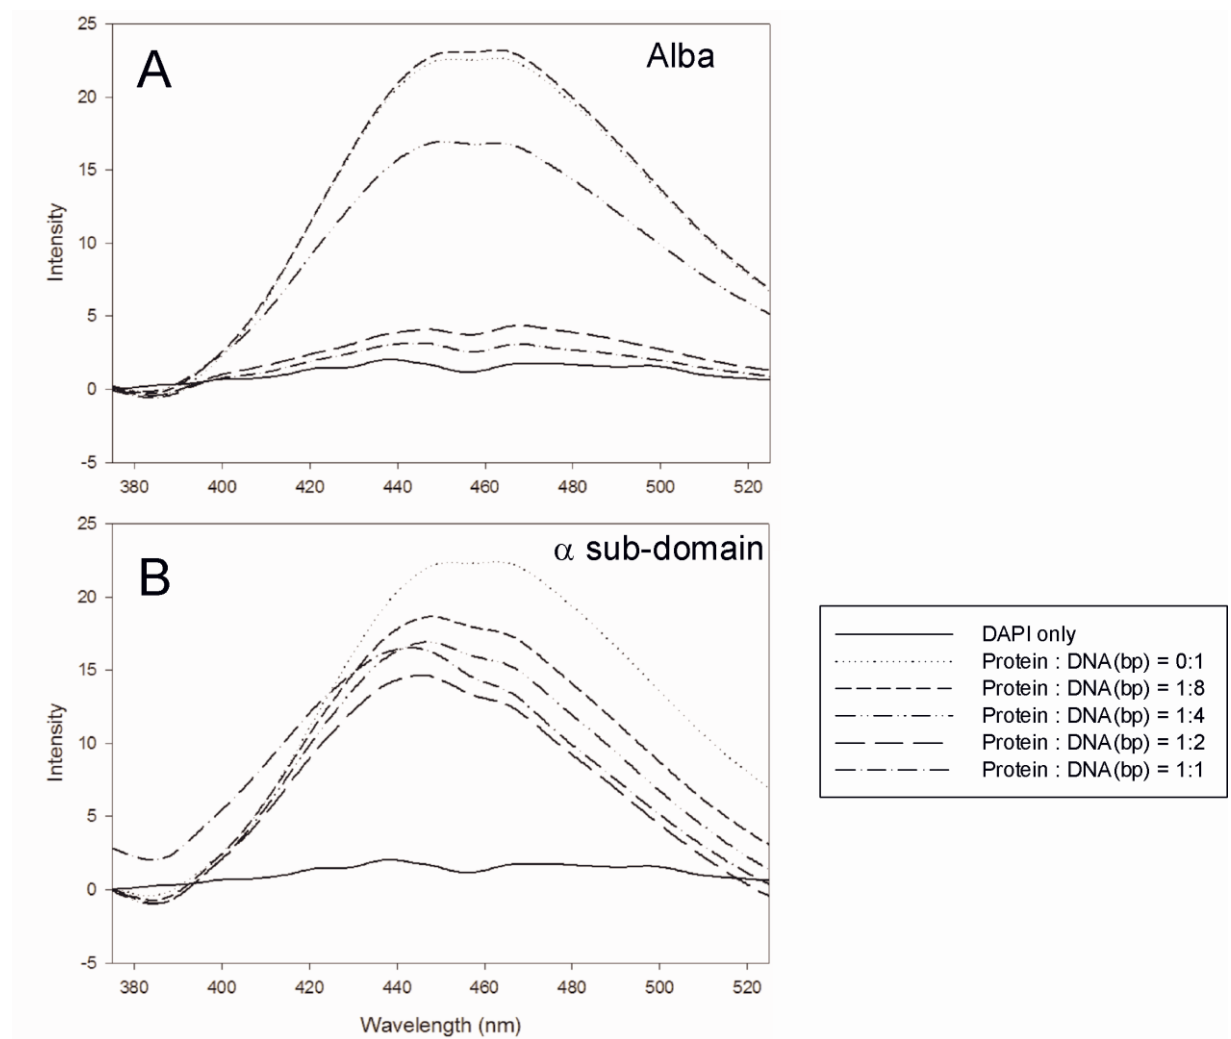 A
Alba
25
20
15
10
5
0
-5
Intensity
380 400 420 440 460 480 500 520
B
α sub-domain
25
20
15
10
5
0
-5
Intensity
380 400 420 440 460 480 500 520
Wavelength (nm)
DAPI only
Protein : DNA(bp) = 0:1
Protein : DNA(bp) = 1:8
Protein : DNA(bp) = 1:4
Protein : DNA(bp) = 1:2
Protein : DNA(bp) = 1:1